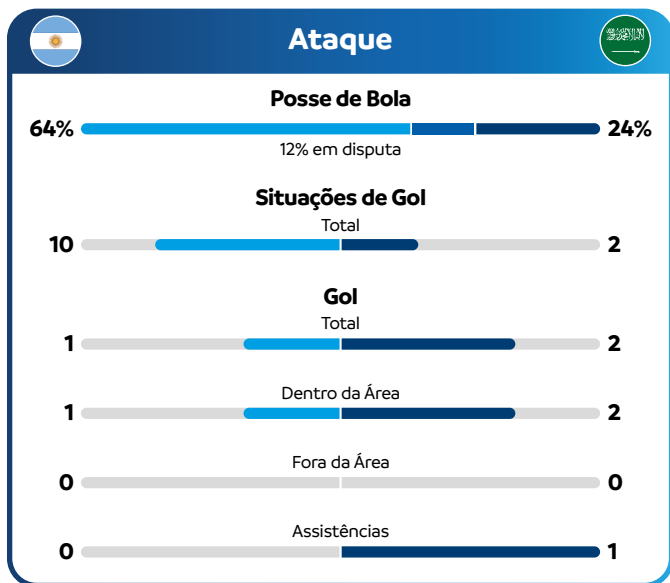 Ataque
Posse de Bola
64% 24%
12% em disputa
Situações de Gol
Total
10 2
Gol
Total
1 2
Dentro da Área
1 2
Fora da Área
0 0
Assistências
0 1